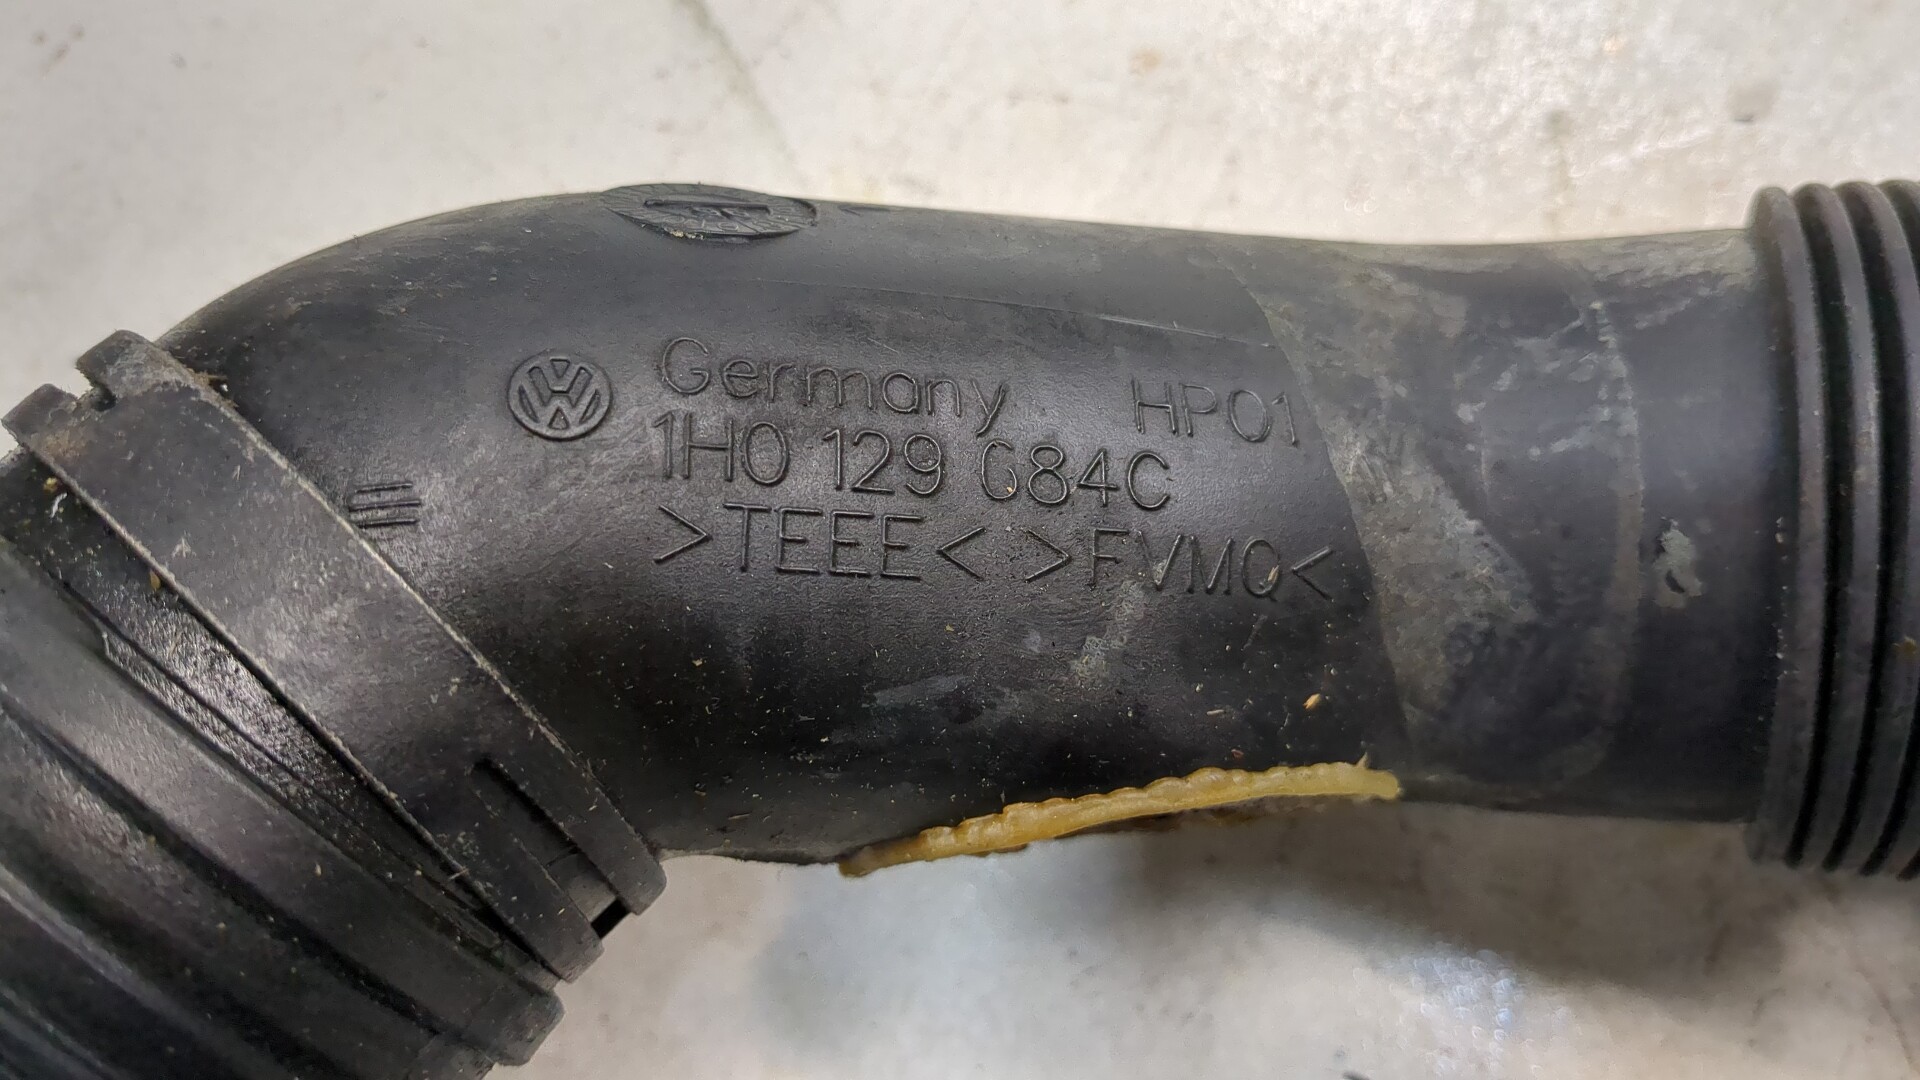 Germany HP01
1H0 129 684C
>TEEE< >FVMQ<